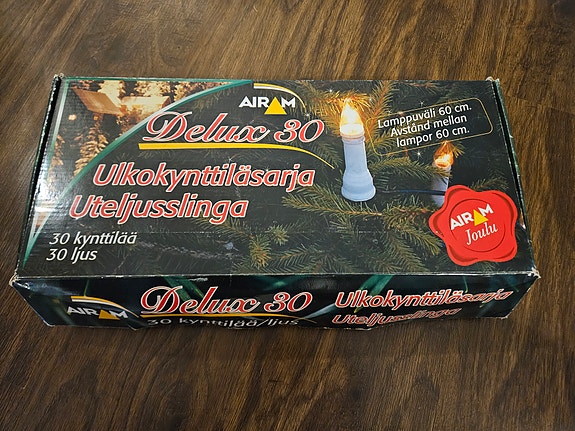 AIRAM
Delux 30
Lamppuväli 60 cm.
Avstånd mellan
lampor 60 cm.
Ulkokynttiläsarja
Uteljusslinga
30 kynttilää
30 ljus
AIRAM
Joulu
AIRAM
Delux 30
30 kynttilää/ljus
Ulkokynttiläsarja
Uteljusslinga